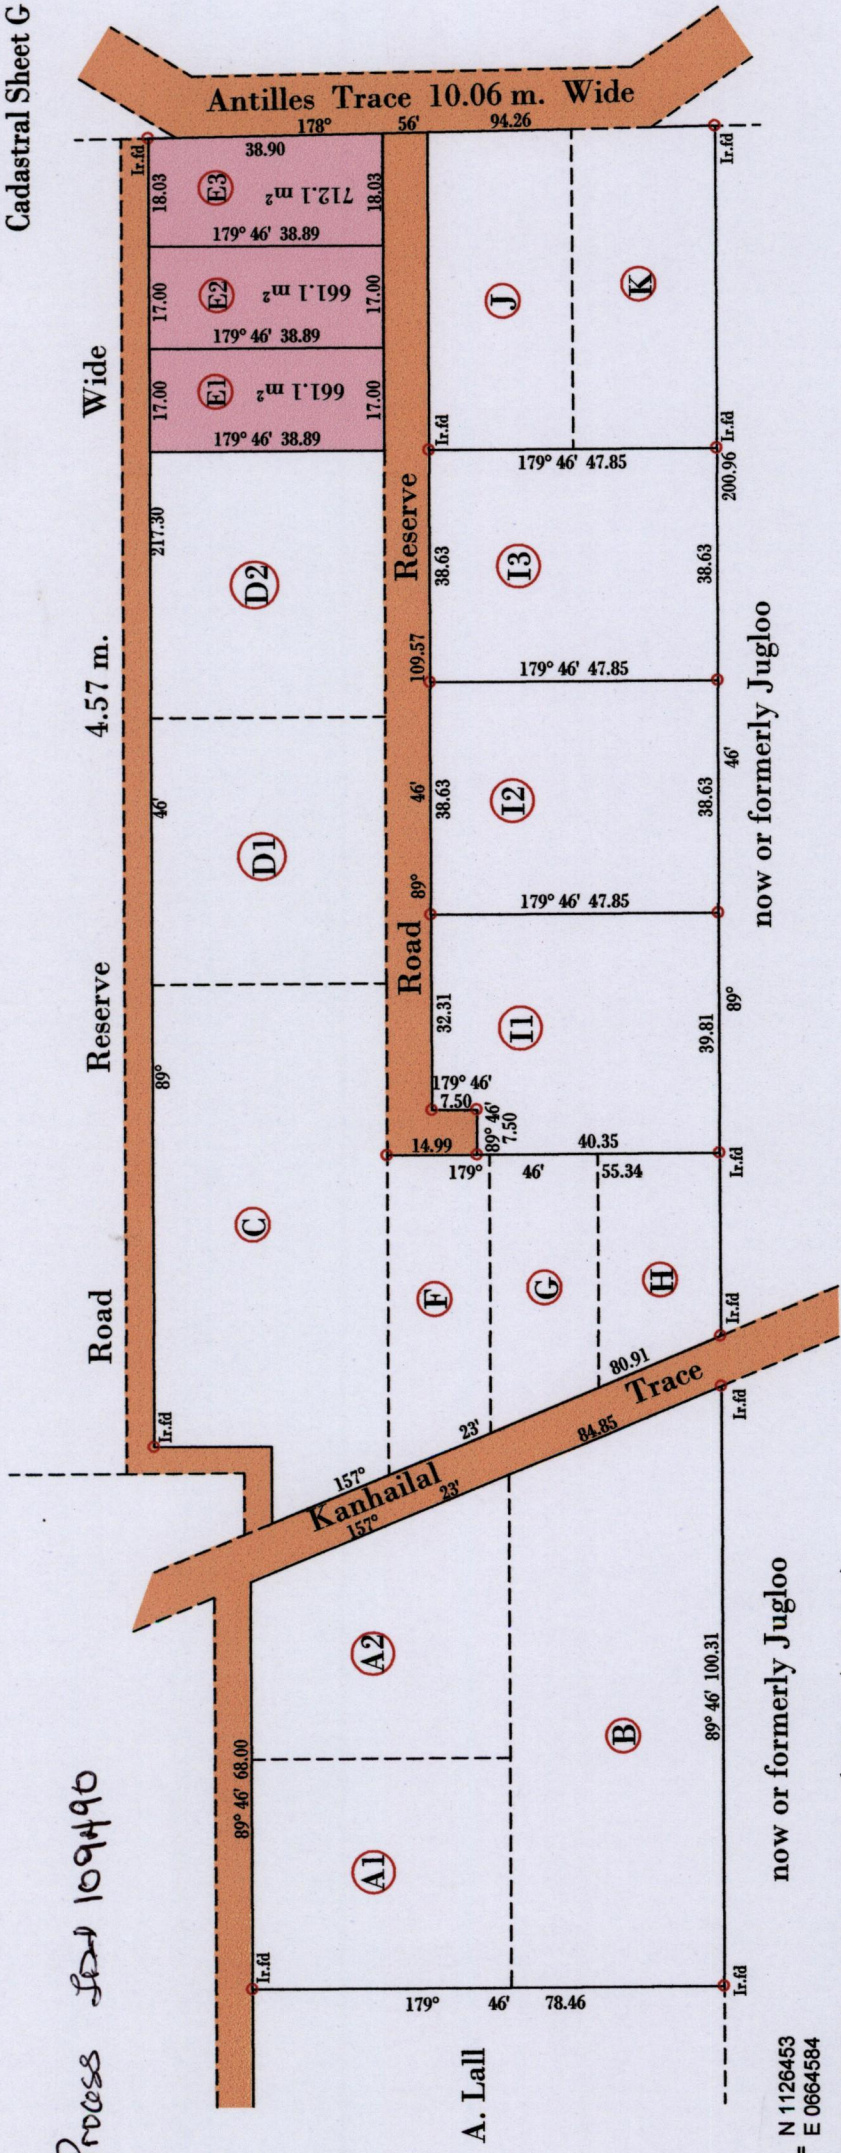 Cadastral Sheet G
Process
109490
Road Reserve 4.57 m. Wide
Antilles Trace 10.06 m. Wide
178° 56' 94.26
Ir.fd
89° 46' 217.30
17.00 17.00 18.03
Ir.fd
C
D1
D2
179° 46' 38.89
E1
661.1 m²
179° 46' 38.89
E2
661.1 m²
179° 46' 38.89
E3
712.1 m²
38.90
17.00 17.00 18.03
Road Reserve
89° 46' 109.57
32.31 38.63 38.63
Ir.fd
14.99
179° 46'
7.50
89° 46'
7.50
179° 46' 55.34
40.35
F
G
H
I1
179° 46' 47.85
I2
179° 46' 47.85
I3
179° 46' 47.85
J
K
39.81 38.63 38.63
89° 46' 200.96
Ir.fd
Ir.fd
Ir.fd
Ir.fd
now or formerly Jugloo
157° 23' 80.91
Kanhailal Trace
157° 23' 84.85
89° 46' 68.00
Ir.fd
A1
A2
B
179° 46' 78.46
A. Lall
89° 46' 100.31
Ir.fd
Ir.fd
now or formerly Jugloo
= N 1126453
E 0664584